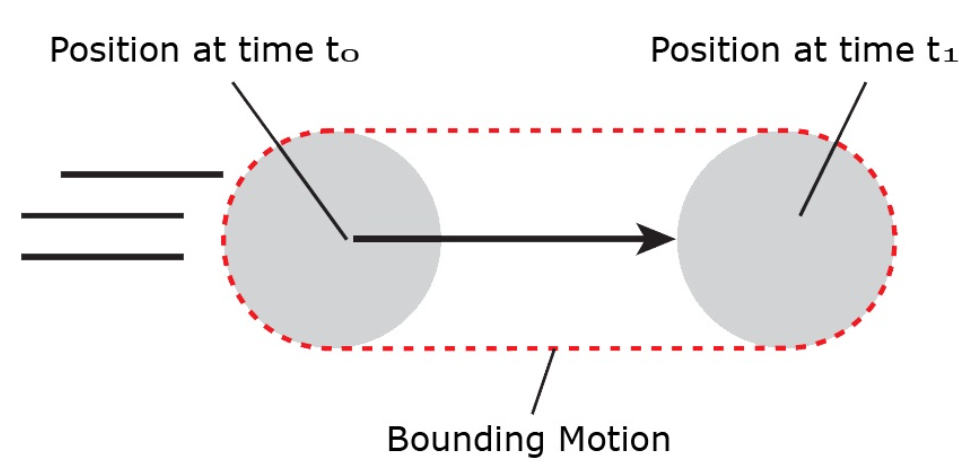 Position at time t₀
Position at time t₁
Bounding Motion